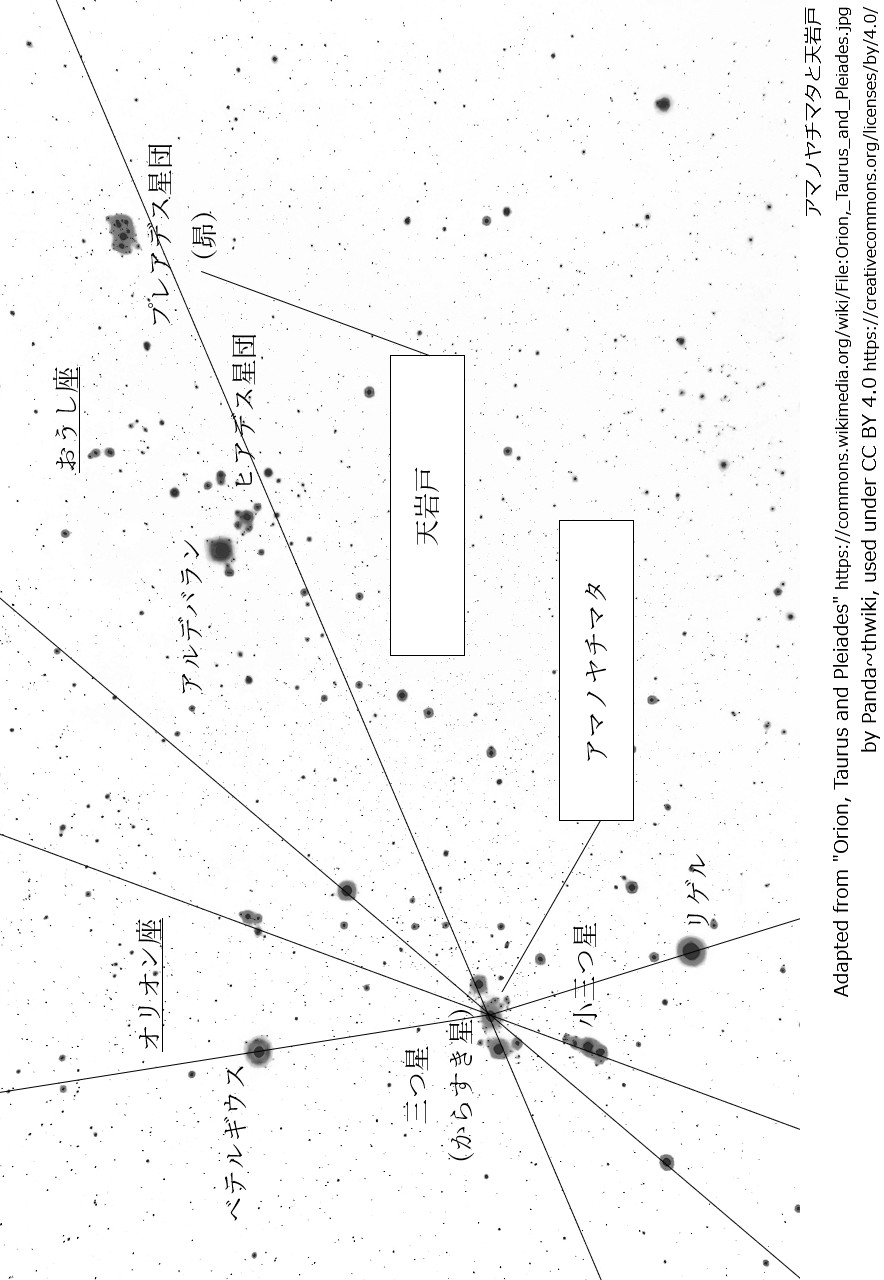 プレアデス星団
(昴)
おうし座
ヒアデス星団
アルデバラン
天岩戸
アマノヤチマタ
オリオン座
ベテルギウス
三つ星
(からすき星)
小三つ星
リゲル
アマノヤチマタと天岩戸
Adapted from "Orion, Taurus and Pleiades" https://commons.wikimedia.org/wiki/File:Orion,_Taurus_and_Pleiades.jpg
by Panda~thwiki, used under CC BY 4.0 https://creativecommons.org/licenses/by/4.0/